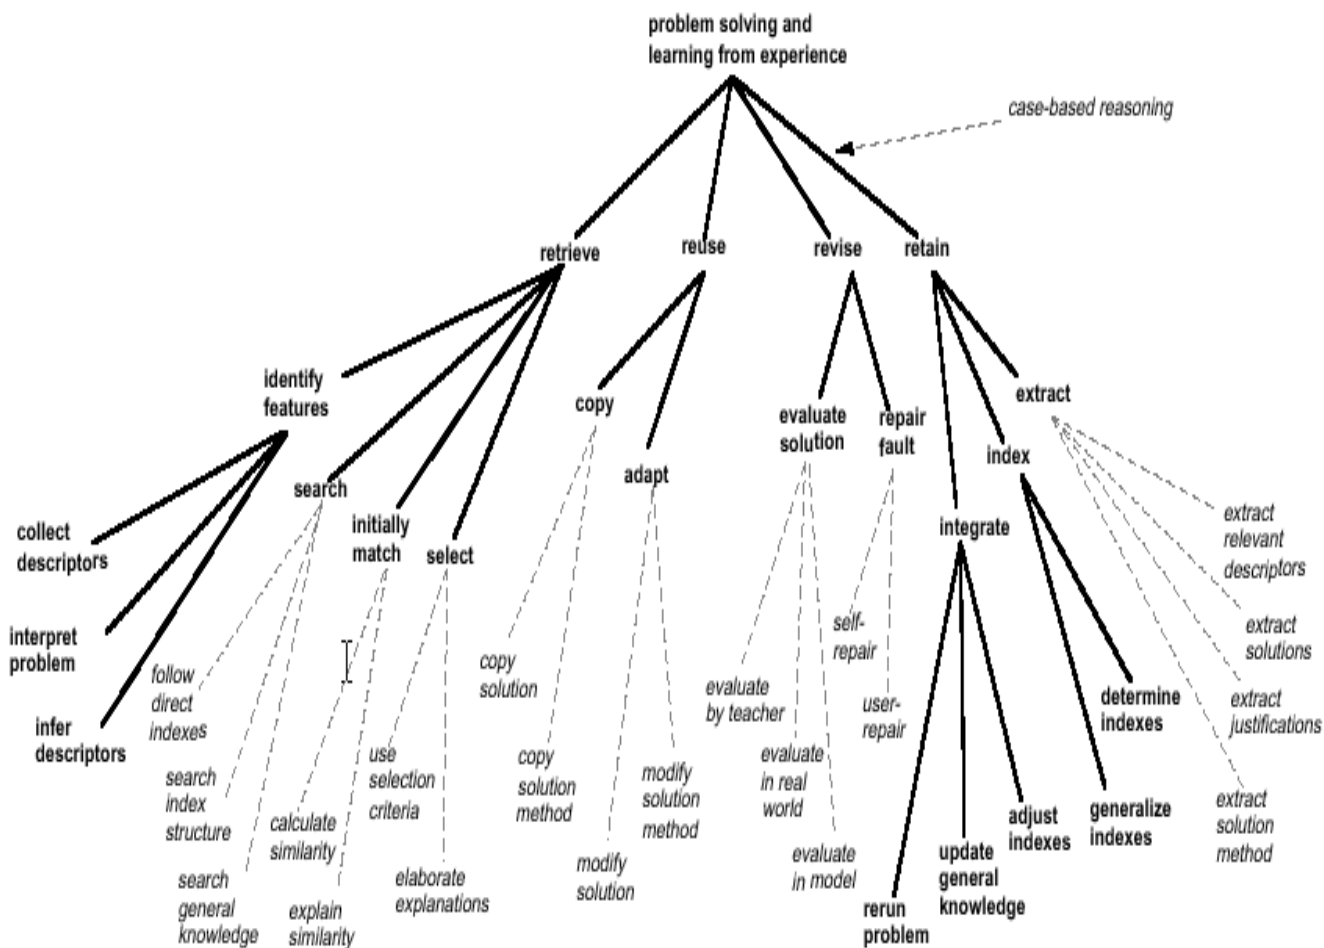 problem solving and
learning from experience
case-based reasoning
retrieve
reuse
revise
retain
identify
features
copy
evaluate
solution
repair
fault
extract
search
initially
match
select
adapt
index
integrate
collect
descriptors
interpret
problem
infer
descriptors
follow
direct
indexes
search
index
structure
search
general
knowledge
calculate
similarity
explain
similarity
use
selection
criteria
elaborate
explanations
copy
solution
copy
solution
method
modify
solution
modify
solution
method
evaluate
by teacher
evaluate
in real
world
evaluate
in model
self-
repair
user-
repair
rerun
problem
update
general
knowledge
adjust
indexes
generalize
indexes
determine
indexes
extract
relevant
descriptors
extract
solutions
extract
justifications
extract
solution
method